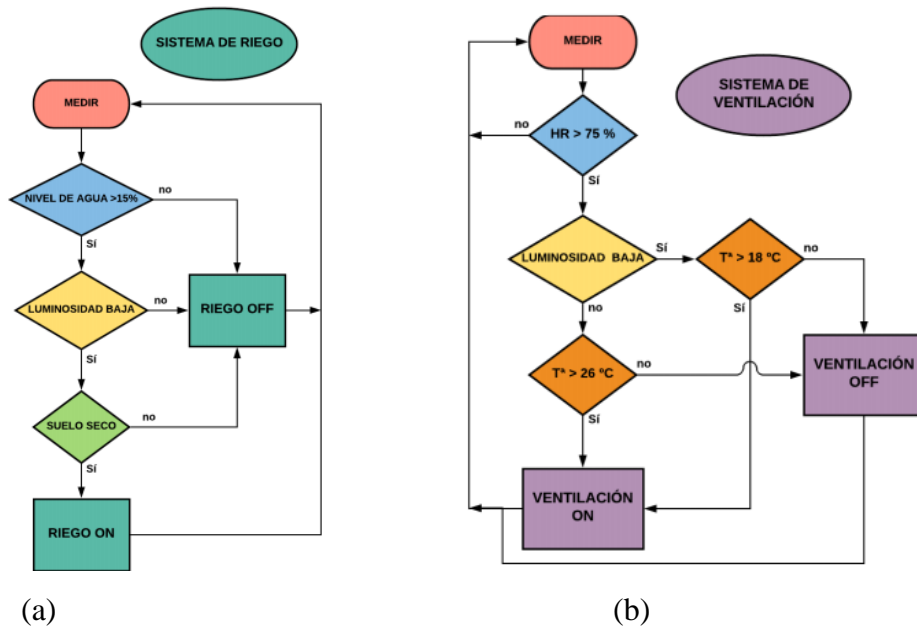 SISTEMA DE RIEGO
MEDIR
NIVEL DE AGUA >15%
no
Sí
LUMINOSIDAD BAJA
no
RIEGO OFF
Sí
SUELO SECO
no
Sí
RIEGO ON
(a)
MEDIR
SISTEMA DE
VENTILACIÓN
no
HR > 75 %
Sí
LUMINOSIDAD BAJA
Sí
Tª > 18 ºC
no
no
Sí
Tª > 26 ºC
no
VENTILACIÓN
OFF
Sí
VENTILACIÓN
ON
(b)